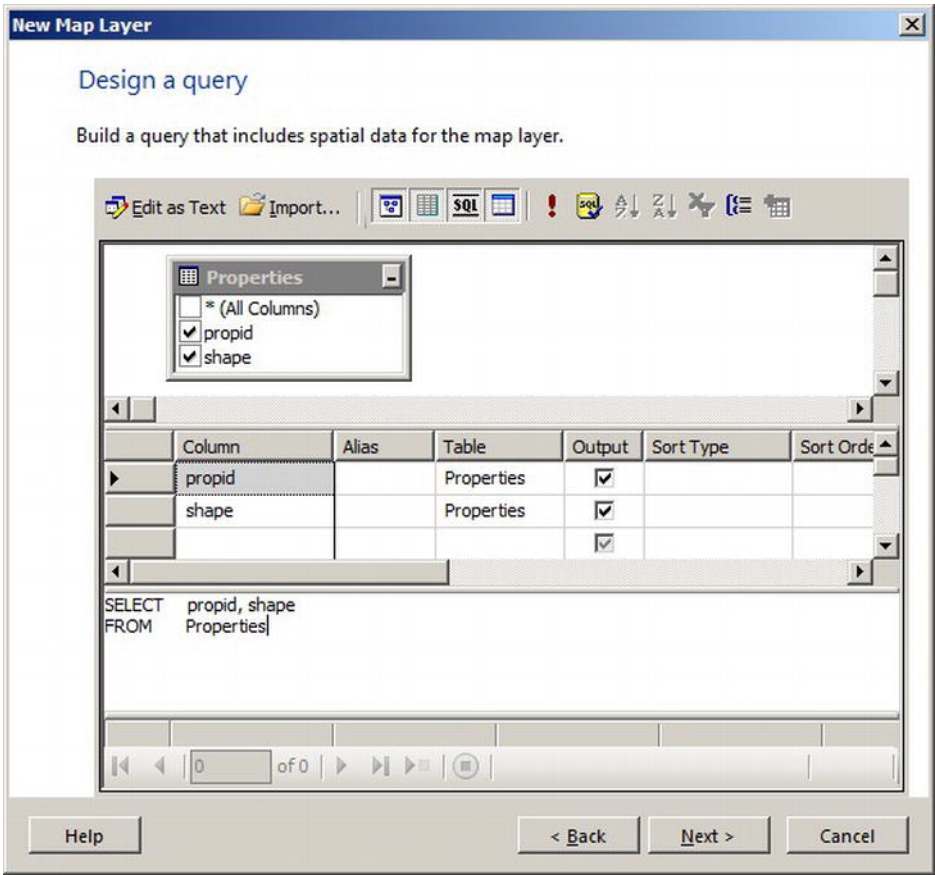 New Map Layer
Design a query
Build a query that includes spatial data for the map layer.
Edit as Text Import... SQL SQL A Z Z A
Properties
* (All Columns)
propid
shape
Column Alias Table Output Sort Type Sort Orde
propid Properties
shape Properties
SELECT propid, shape
FROM Properties
0 of 0
Help < Back Next > Cancel